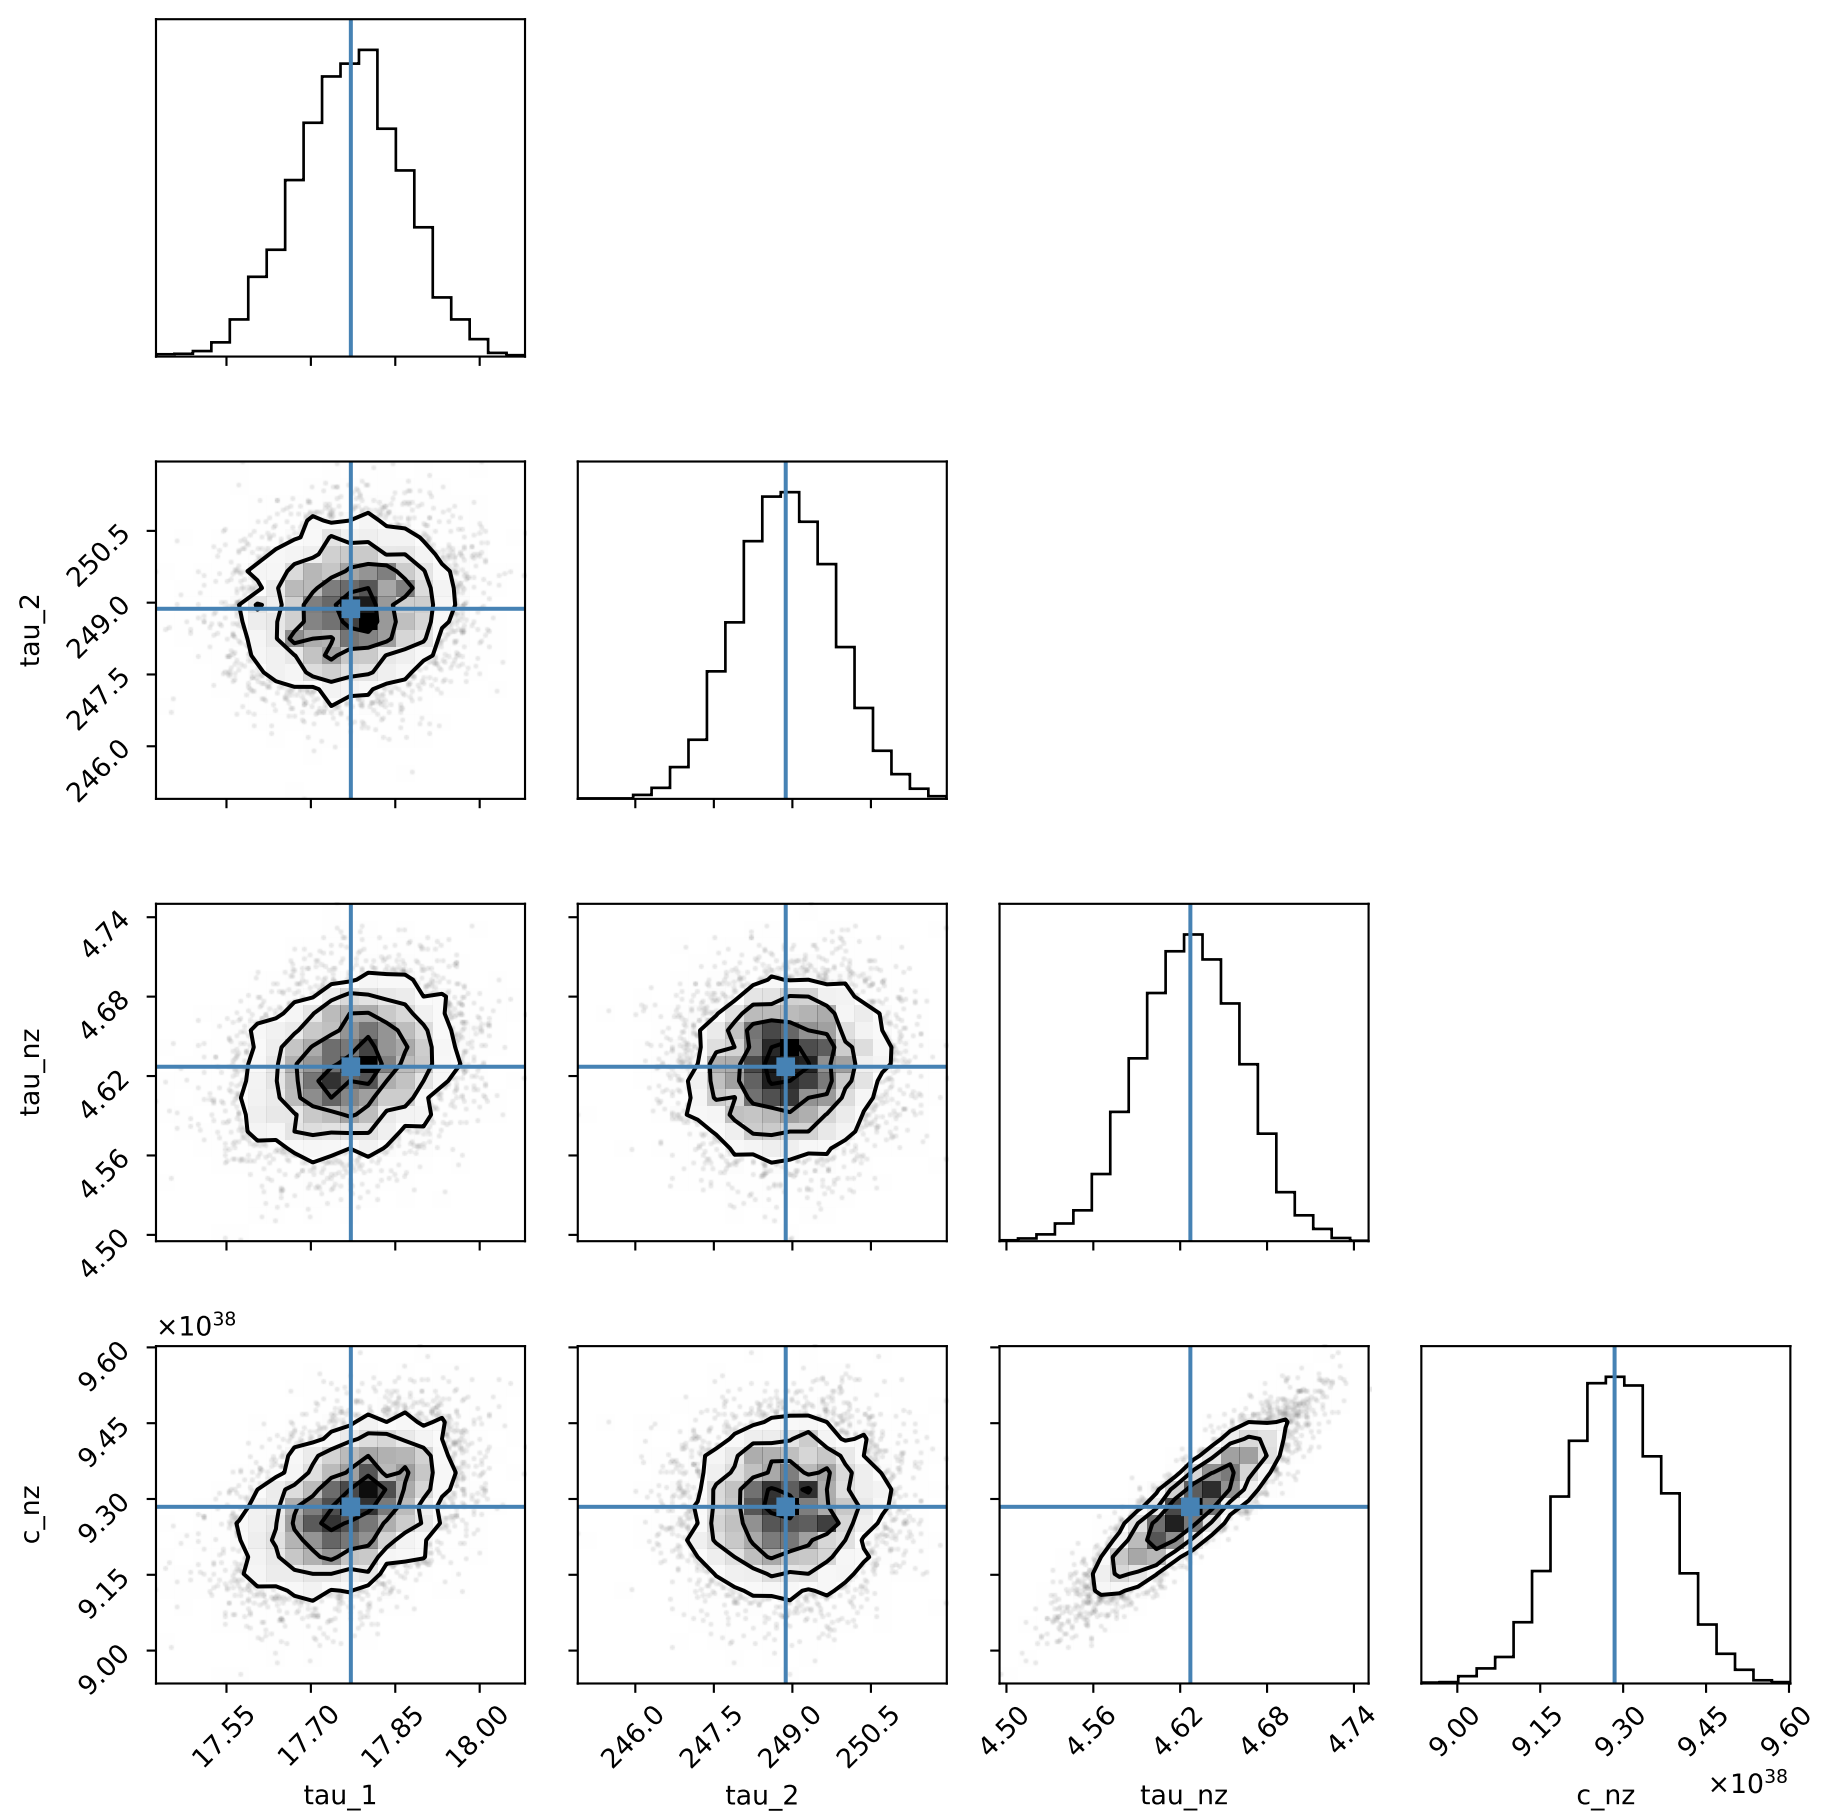 tau_2
250.5
249.0
247.5
246.0
tau_nz
4.74
4.68
4.62
4.56
4.50
×10³⁸
c_nz
9.60
9.45
9.30
9.15
9.00
17.55 17.70 17.85 18.00
246.0 247.5 249.0 250.5
4.50 4.56 4.62 4.68 4.74
9.00 9.15 9.30 9.45 9.60
×10³⁸
tau_1 tau_2 tau_nz c_nz